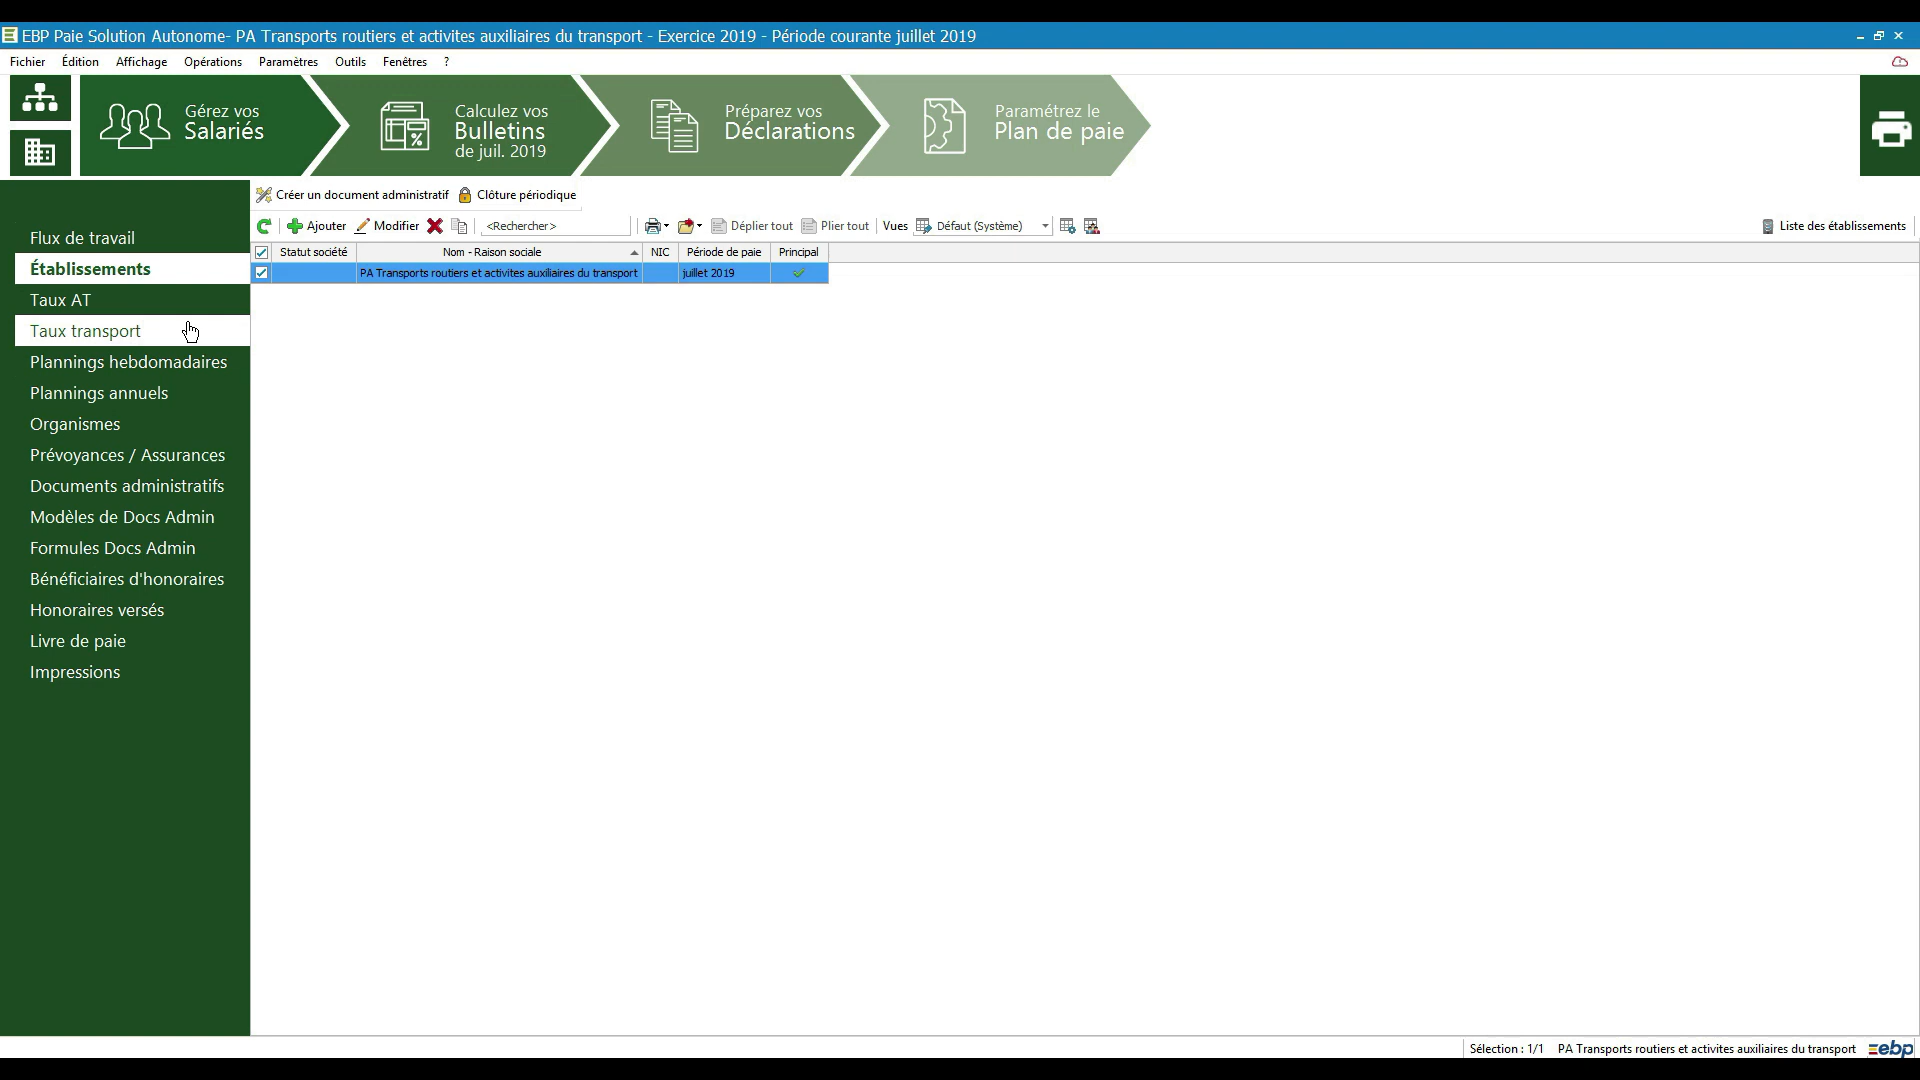 EBP Paie Solution Autonome- PA Transports routiers et activites auxiliaires du transport - Exercice 2019 - Période courante juillet 2019
Fichier Édition Affichage Opérations Paramètres Outils Fenêtres ?
Gérez vos
Salariés
Calculez vos
Bulletins
de juil. 2019
Préparez vos
Déclarations
Paramétrez le
Plan de paie
Créer un document administratif Clôture périodique
Ajouter Modifier <Rechercher> Déplier tout Plier tout Vues Défaut (Système) Liste des établissements
Statut société Nom - Raison sociale NIC Période de paie Principal
PA Transports routiers et activites auxiliaires du transport juillet 2019
Flux de travail
Établissements
Taux AT
Taux transport
Plannings hebdomadaires
Plannings annuels
Organismes
Prévoyances / Assurances
Documents administratifs
Modèles de Docs Admin
Formules Docs Admin
Bénéficiaires d'honoraires
Honoraires versés
Livre de paie
Impressions
Sélection : 1/1 PA Transports routiers et activites auxiliaires du transport ebp